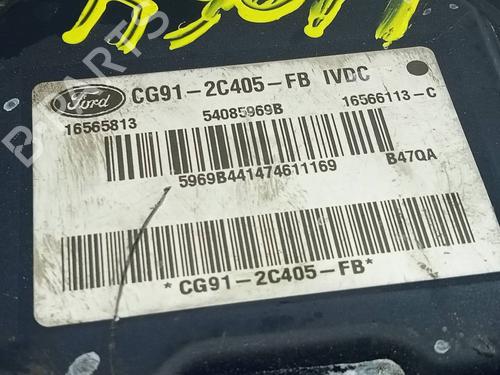 Ford CG91-2C405-FB IVDC
16565813 54085969B 16566113-C
5969B441474611169 B47QA
*CG91-2C405-FB*